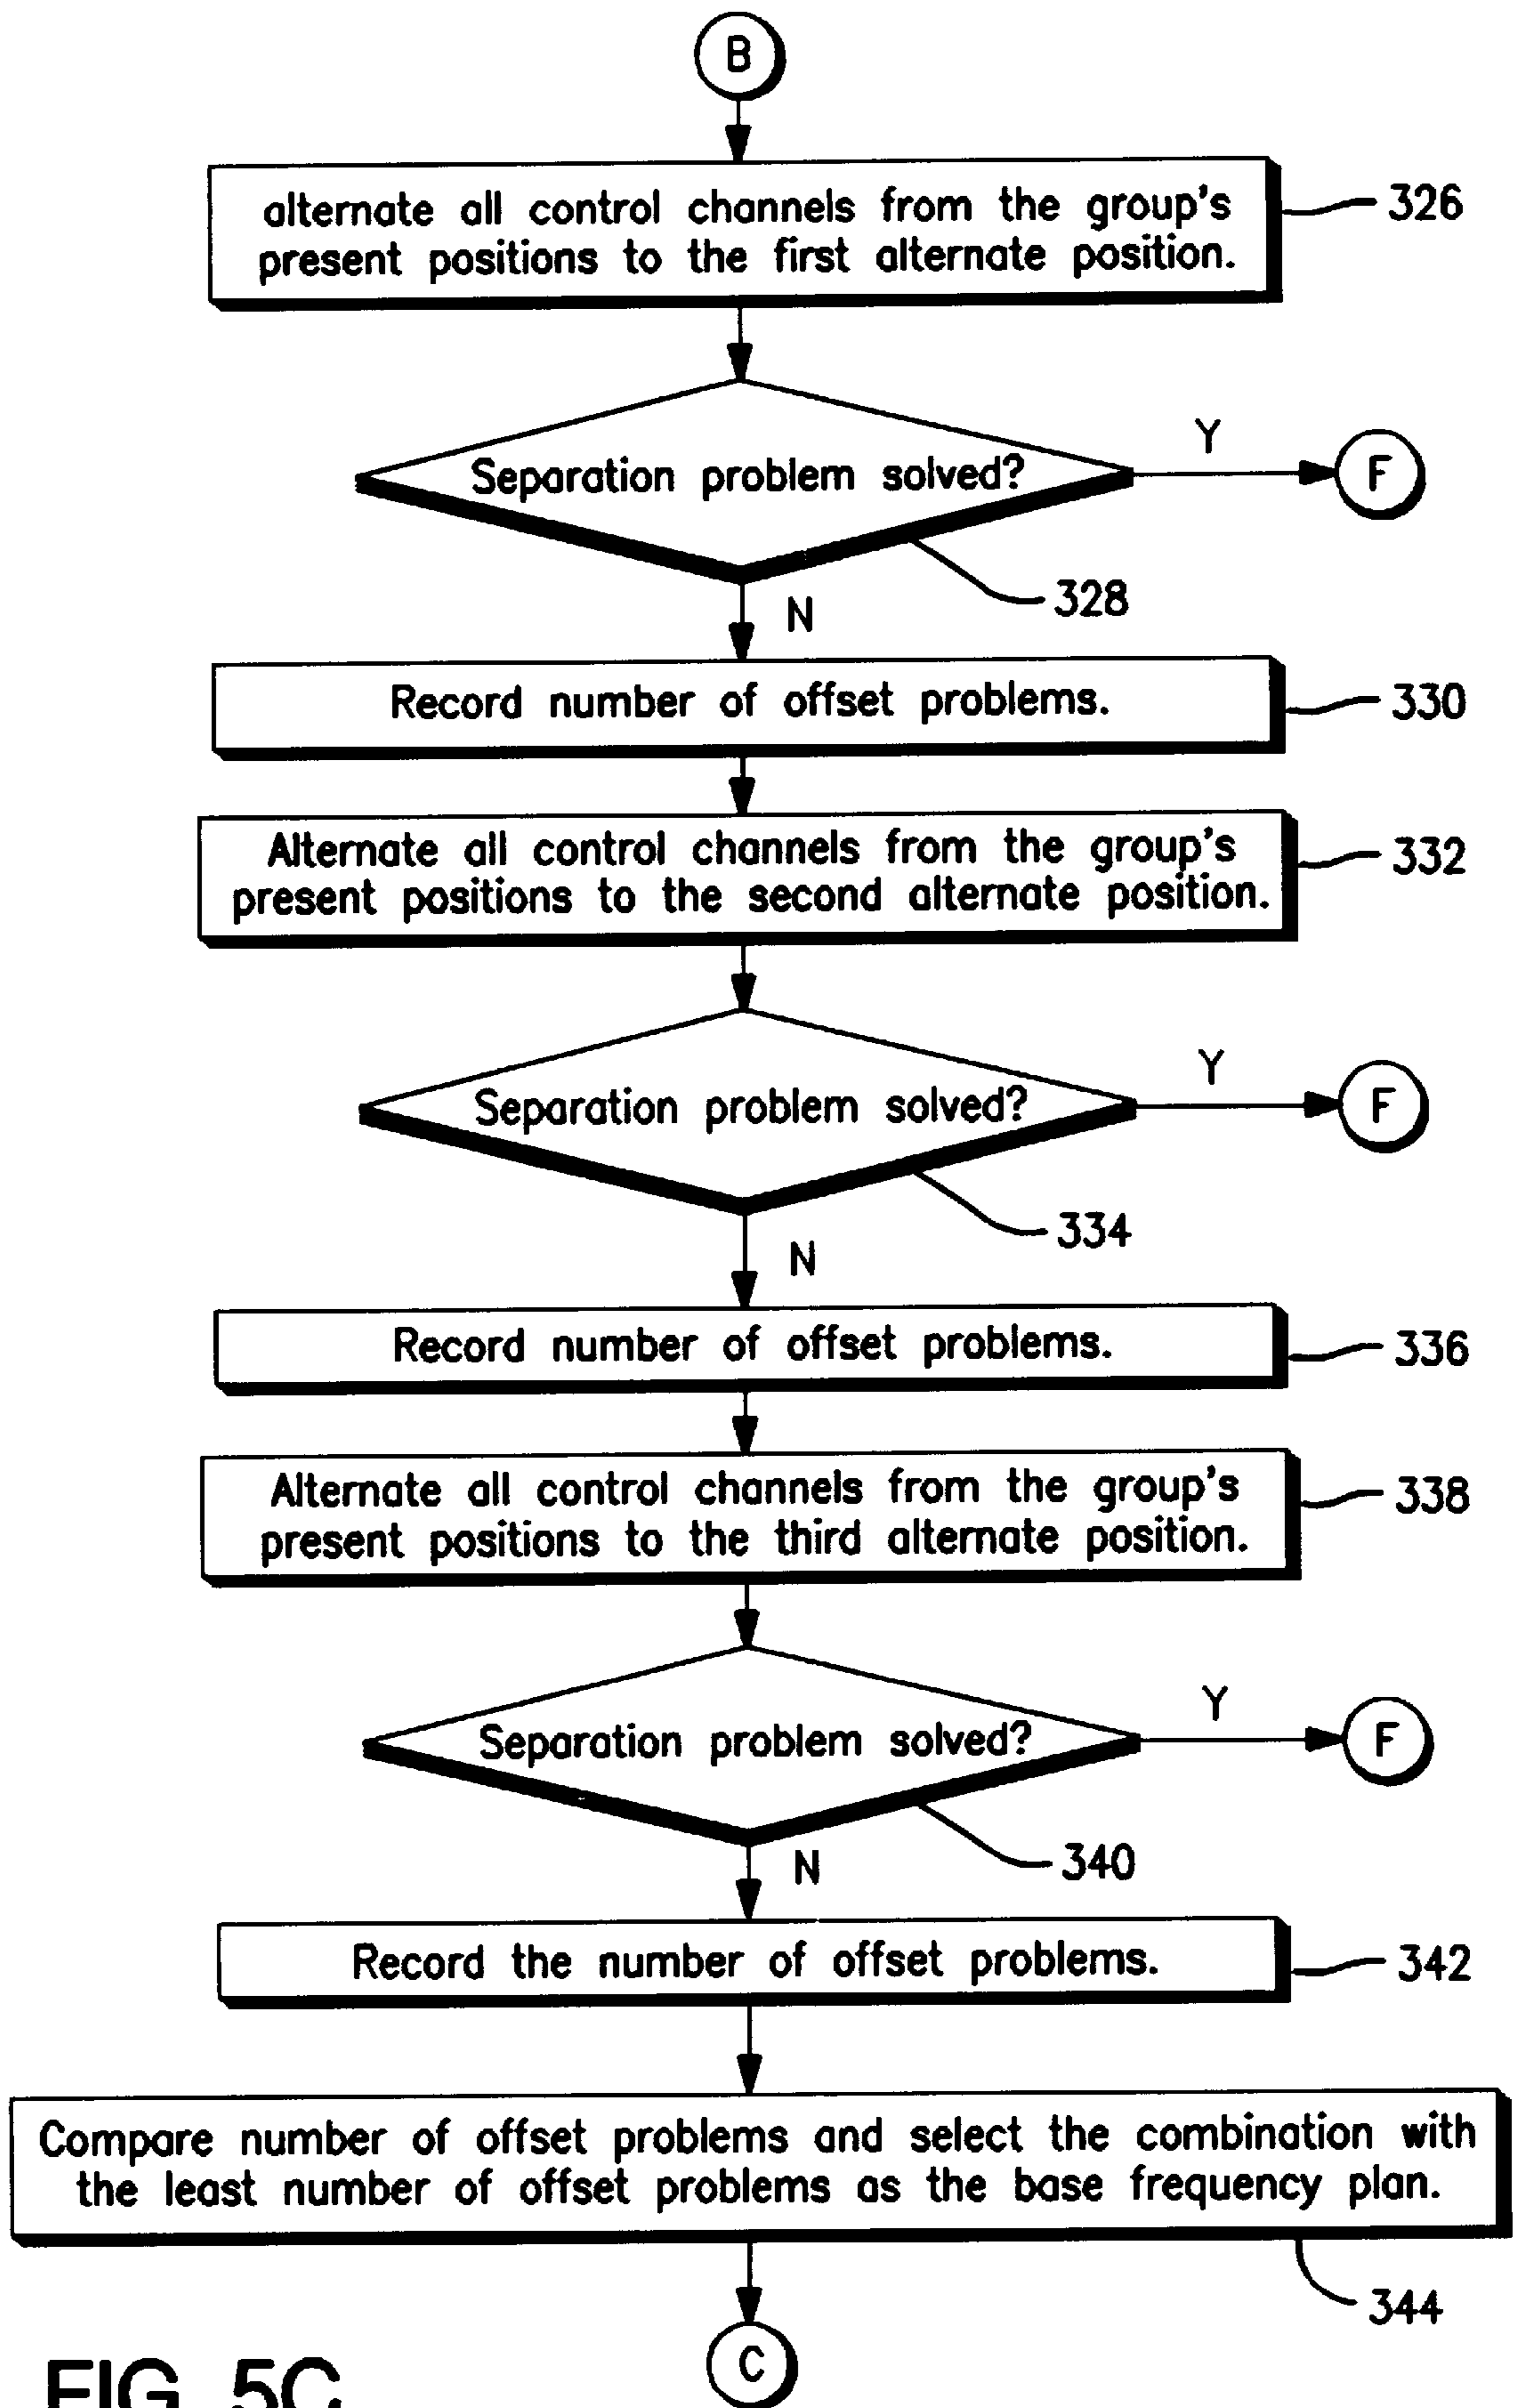 B
alternate all control channels from the group's
present positions to the first alternate position.
326
Separation problem solved?
Y
F
328
N
Record number of offset problems.
330
Alternate all control channels from the group's
present positions to the second alternate position.
332
Separation problem solved?
Y
F
334
N
Record number of offset problems.
336
Alternate all control channels from the group's
present positions to the third alternate position.
338
Separation problem solved?
Y
F
340
N
Record the number of offset problems.
342
Compare number of offset problems and select the combination with
the least number of offset problems as the base frequency plan.
344
C
FIG. 5C